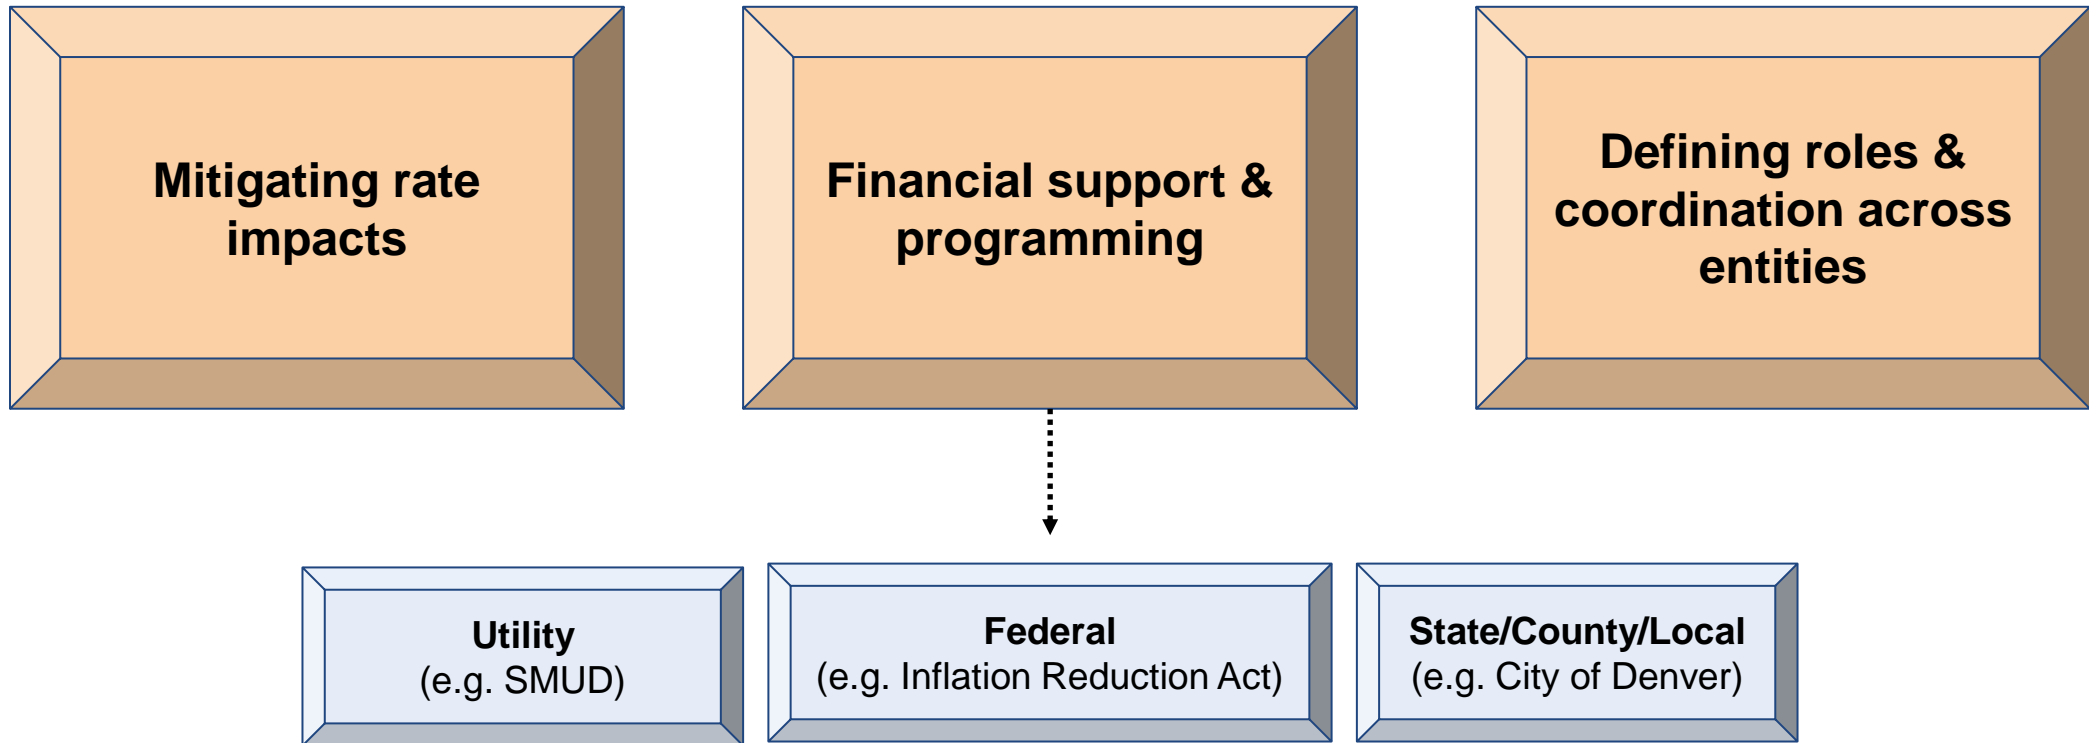 Mitigating rate
impacts
Financial support &
programming
Defining roles &
coordination across
entities
Utility
(e.g. SMUD)
Federal
(e.g. Inflation Reduction Act)
State/County/Local
(e.g. City of Denver)